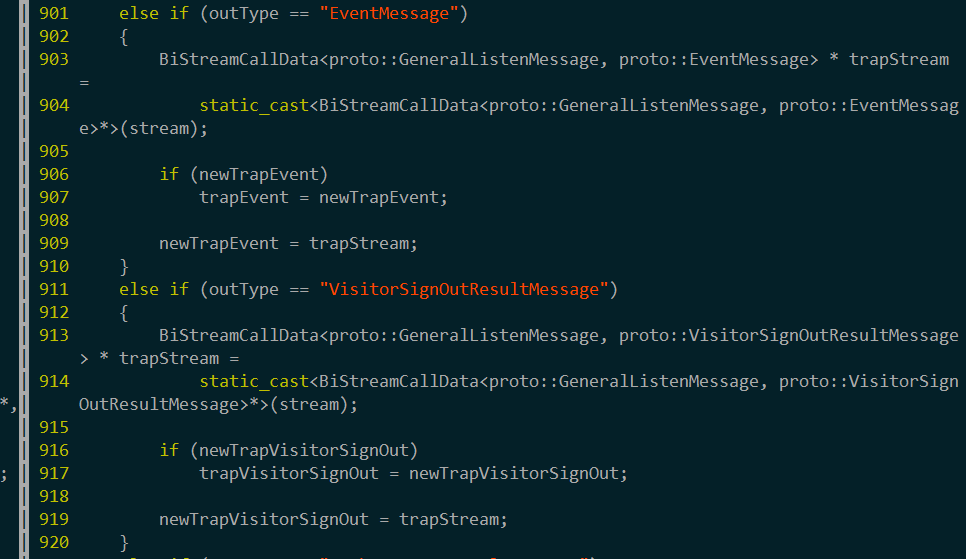 901     else if (outType == "EventMessage")
902     {
903         BiStreamCallData<proto::GeneralListenMessage, proto::EventMessage> * trapStream
=
904             static_cast<BiStreamCallData<proto::GeneralListenMessage, proto::EventMessag
e>*>(stream);
905
906         if (newTrapEvent)
907             trapEvent = newTrapEvent;
908
909         newTrapEvent = trapStream;
910     }
911     else if (outType == "VisitorSignOutResultMessage")
912     {
913         BiStreamCallData<proto::GeneralListenMessage, proto::VisitorSignOutResultMessage
> * trapStream =
914             static_cast<BiStreamCallData<proto::GeneralListenMessage, proto::VisitorSign
*, OutResultMessage>*>(stream);
915
916         if (newTrapVisitorSignOut)
; 917             trapVisitorSignOut = newTrapVisitorSignOut;
918
919         newTrapVisitorSignOut = trapStream;
920     }